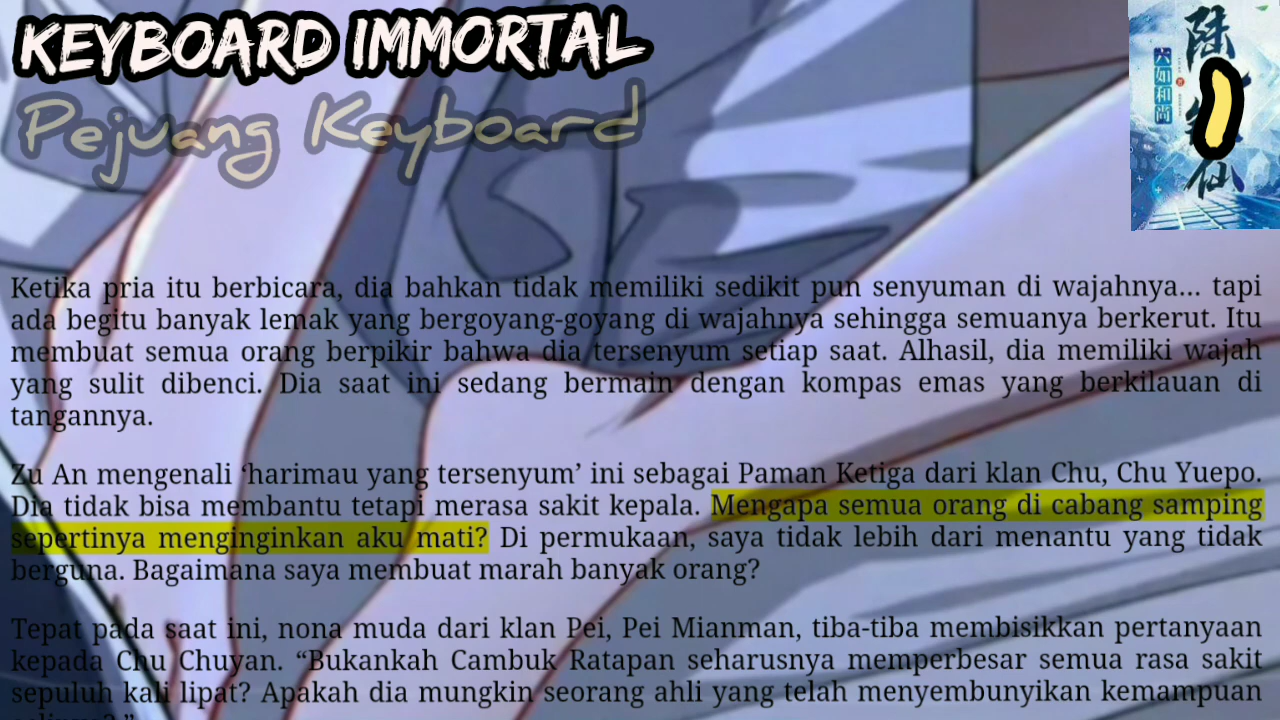 KEYBOARD IMMORTAL
Pejuang Keyboard
陆
仙
六如和尚
Ketika pria itu berbicara, dia bahkan tidak memiliki sedikit pun senyuman di wajahnya... tapi
ada begitu banyak lemak yang bergoyang-goyang di wajahnya sehingga semuanya berkerut. Itu
membuat semua orang berpikir bahwa dia tersenyum setiap saat. Alhasil, dia memiliki wajah
yang sulit dibenci. Dia saat ini sedang bermain dengan kompas emas yang berkilauan di
tangannya.
Zu An mengenali ‘harimau yang tersenyum’ ini sebagai Paman Ketiga dari klan Chu, Chu Yuepo.
Dia tidak bisa membantu tetapi merasa sakit kepala. Mengapa semua orang di cabang samping
sepertinya menginginkan aku mati? Di permukaan, saya tidak lebih dari menantu yang tidak
berguna. Bagaimana saya membuat marah banyak orang?
Tepat pada saat ini, nona muda dari klan Pei, Pei Mianman, tiba-tiba membisikkan pertanyaan
kepada Chu Chuyan. “Bukankah Cambuk Ratapan seharusnya memperbesar semua rasa sakit
sepuluh kali lipat? Apakah dia mungkin seorang ahli yang telah menyembunyikan kemampuan